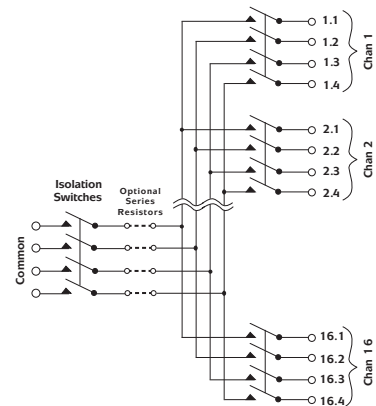 1.1
1.2
1.3
1.4
Chan 1
2.1
2.2
2.3
2.4
Chan 2
Isolation
Switches
Optional
Series
Resistors
Common
16.1
16.2
16.3
16.4
Chan 16